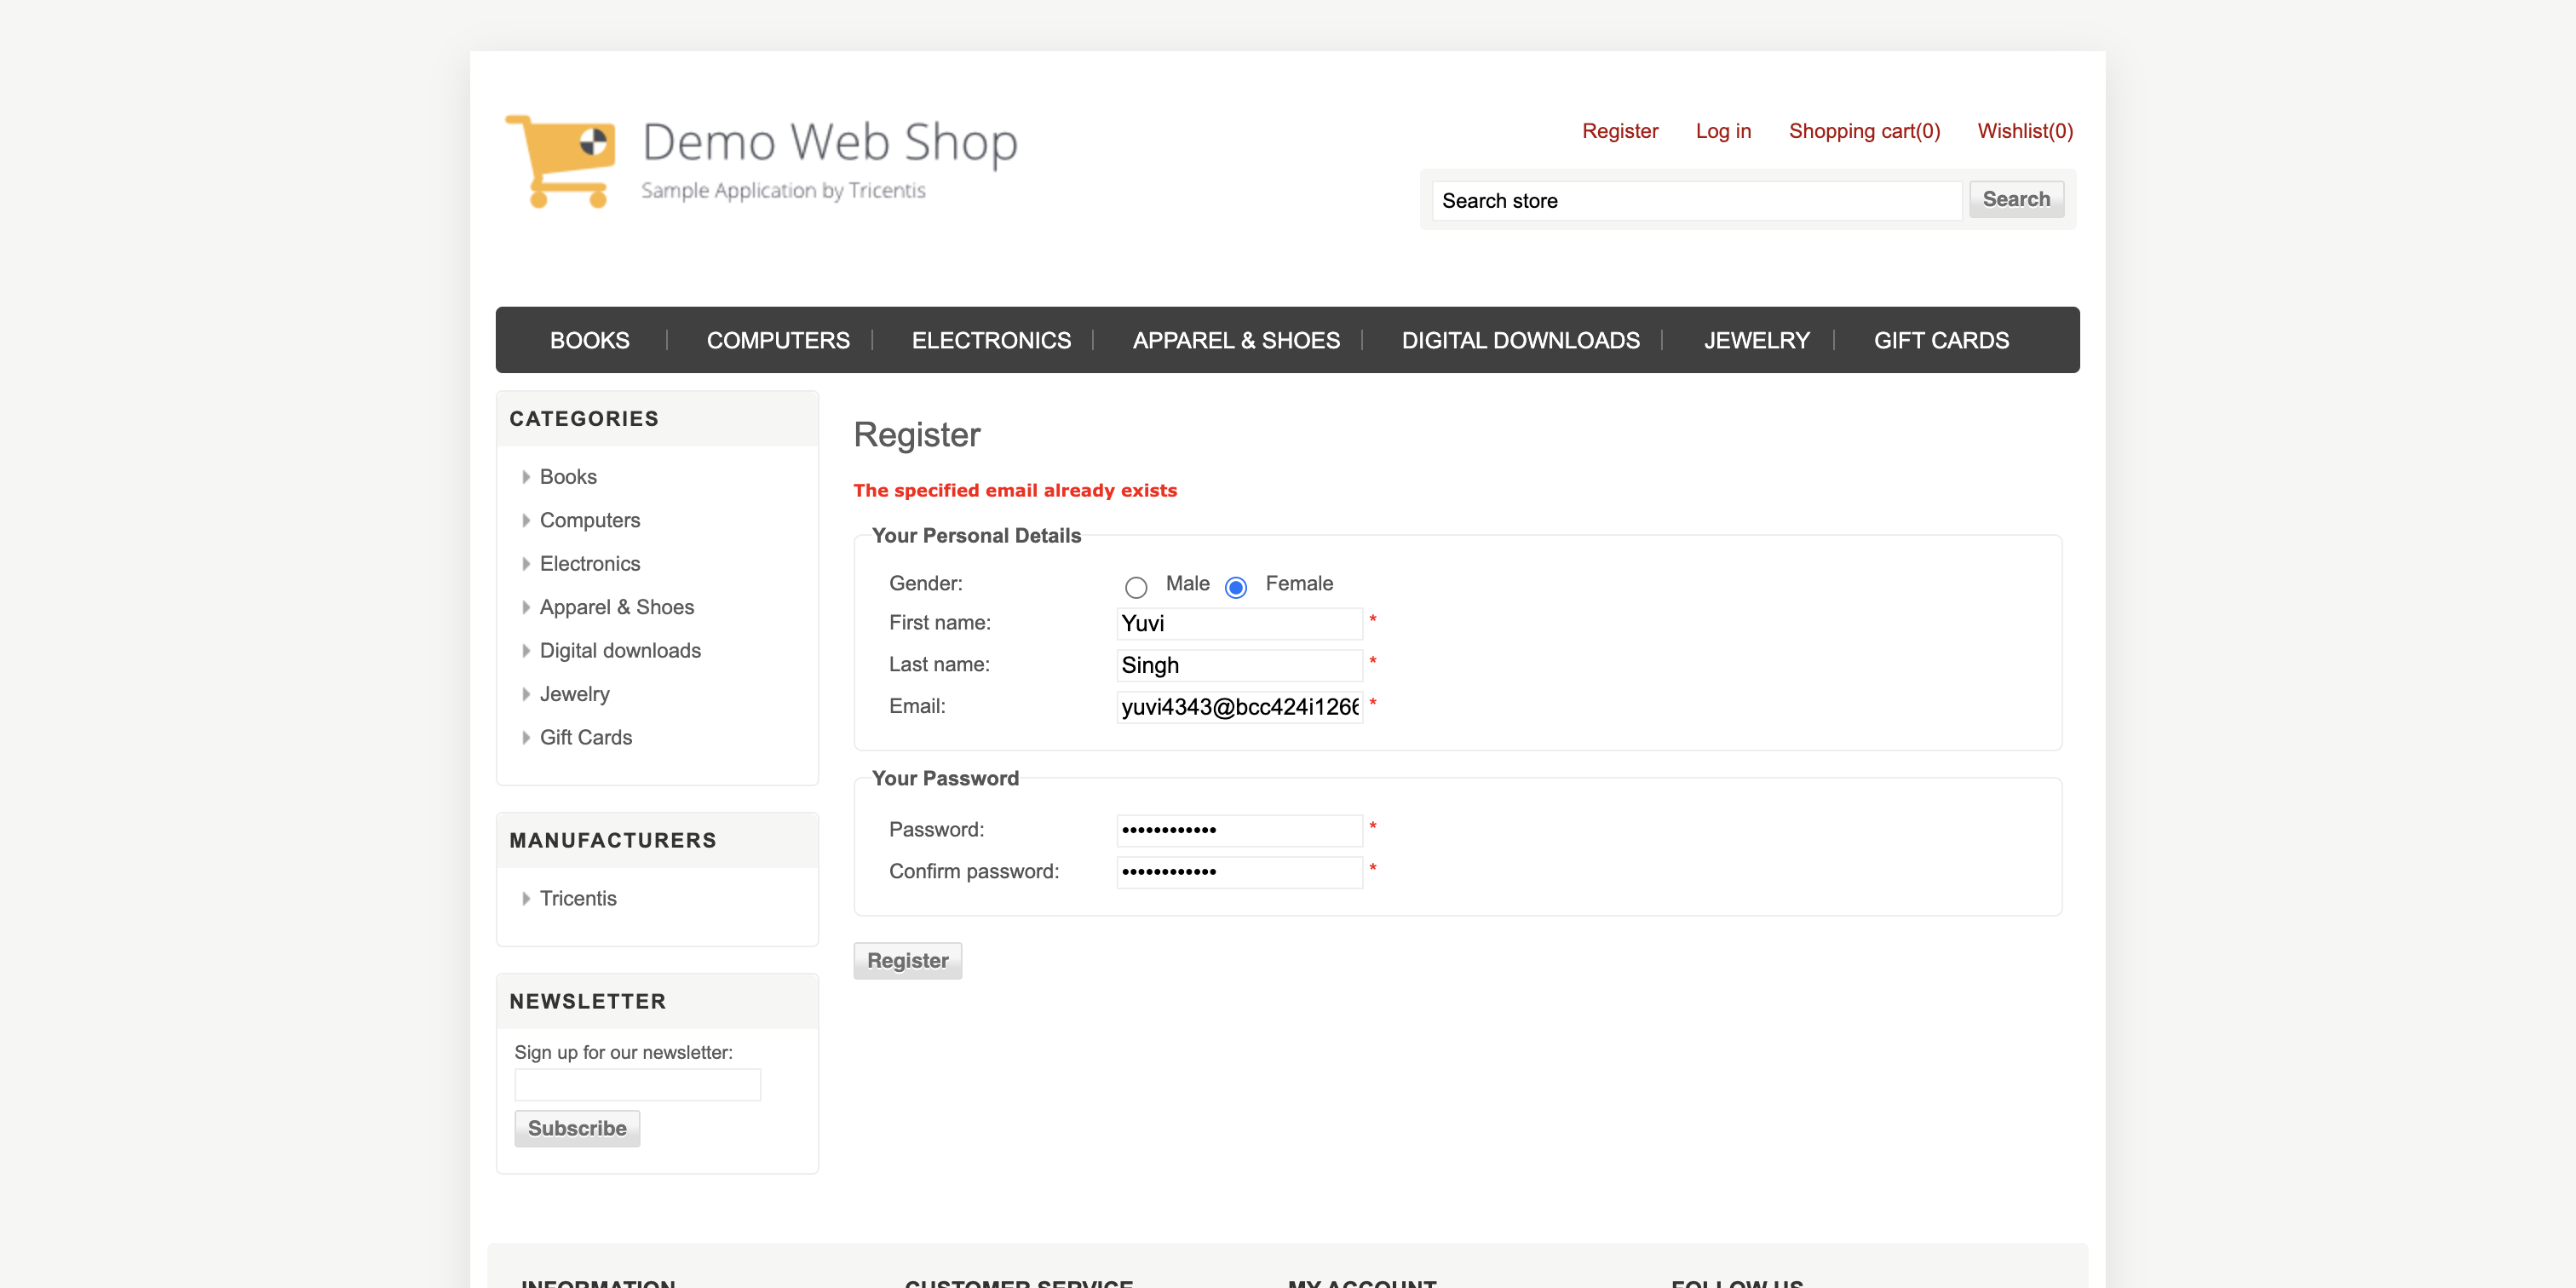 Demo Web Shop
Sample Application by Tricentis
Register Log in Shopping cart(0) Wishlist(0)
Search store Search
BOOKS COMPUTERS ELECTRONICS APPAREL & SHOES DIGITAL DOWNLOADS JEWELRY GIFT CARDS
CATEGORIES
Books
Computers
Electronics
Apparel & Shoes
Digital downloads
Jewelry
Gift Cards
MANUFACTURERS
Tricentis
NEWSLETTER
Sign up for our newsletter:
Subscribe
Register
The specified email already exists
Your Personal Details
Gender: Male Female
First name: Yuvi *
Last name: Singh *
Email: yuvi4343@bcc424i1266 *
Your Password
Password: •••••••••••• *
Confirm password: •••••••••••• *
Register
INFORMATION CUSTOMER SERVICE MY ACCOUNT FOLLOW US